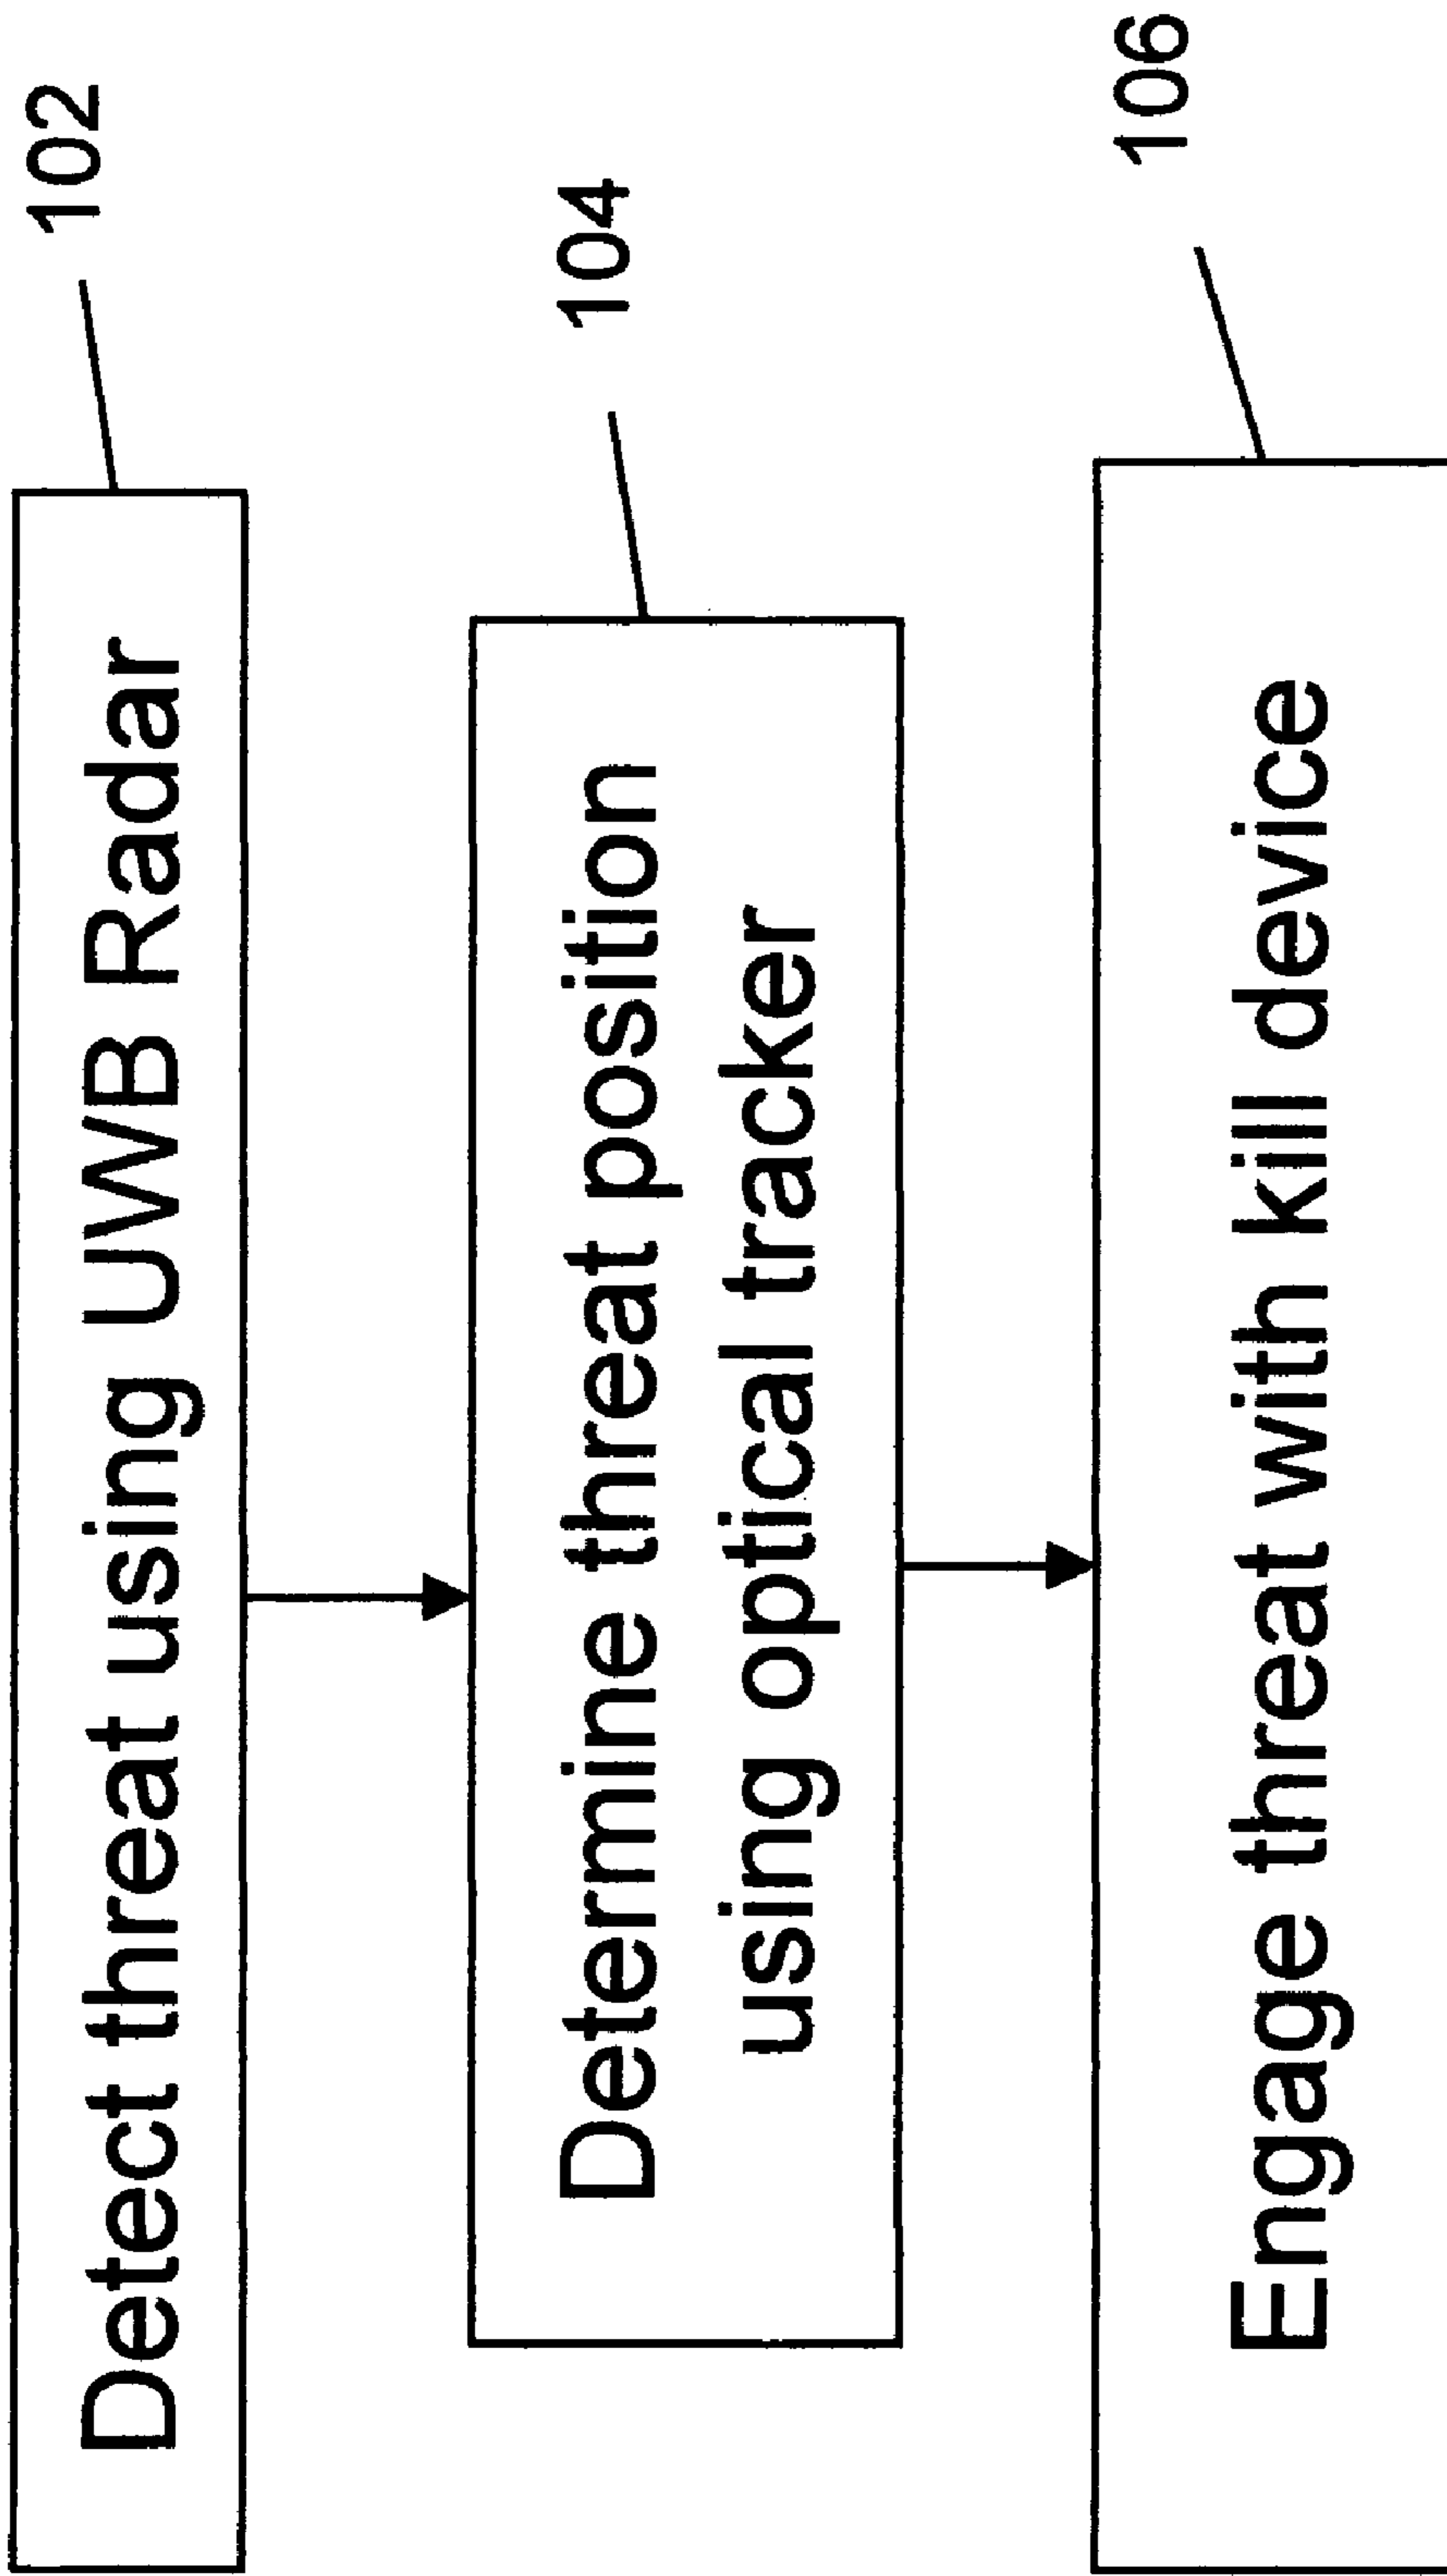 Detect threat using UWB Radar
102
Determine threat position
using optical tracker
104
Engage threat with kill device
106